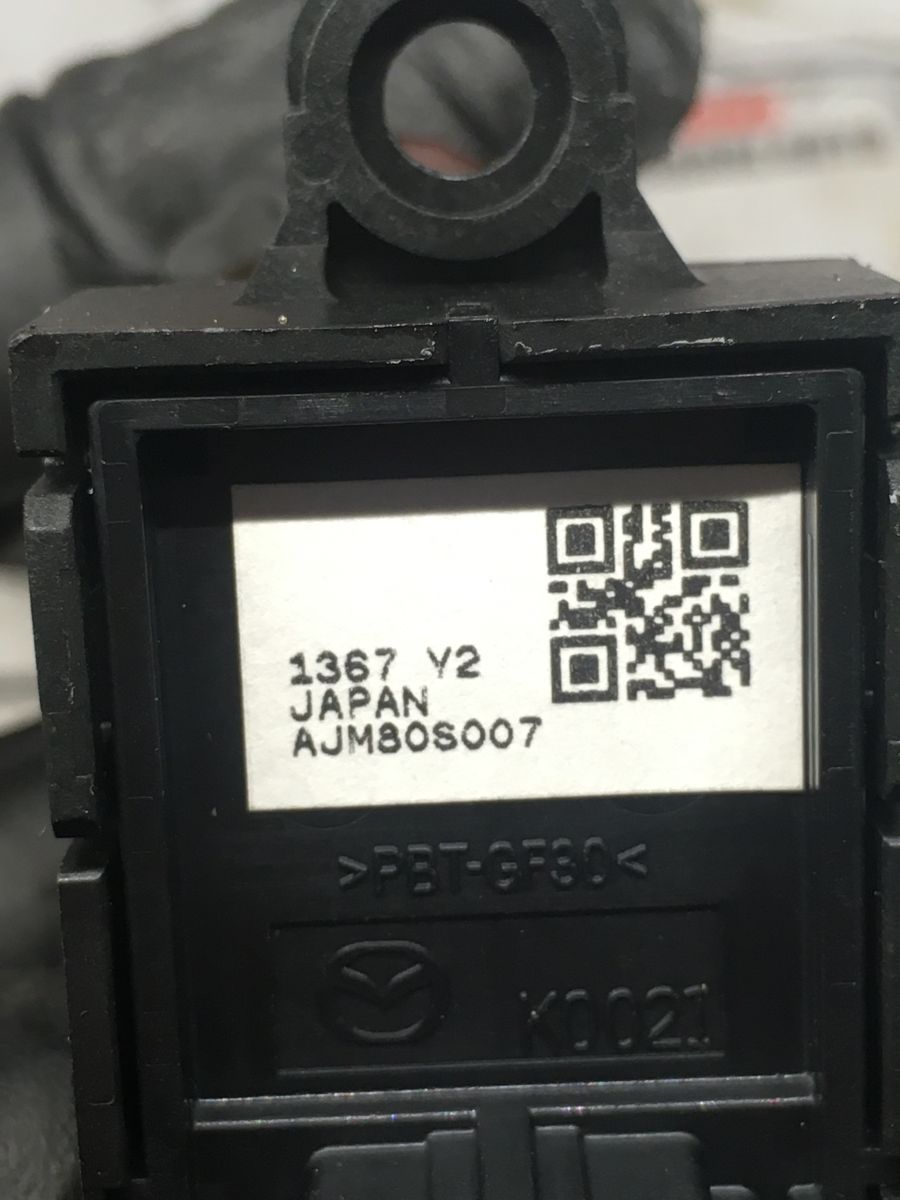 1367 Y2
JAPAN
AJM80S007
>PBT-GF30<
K0021